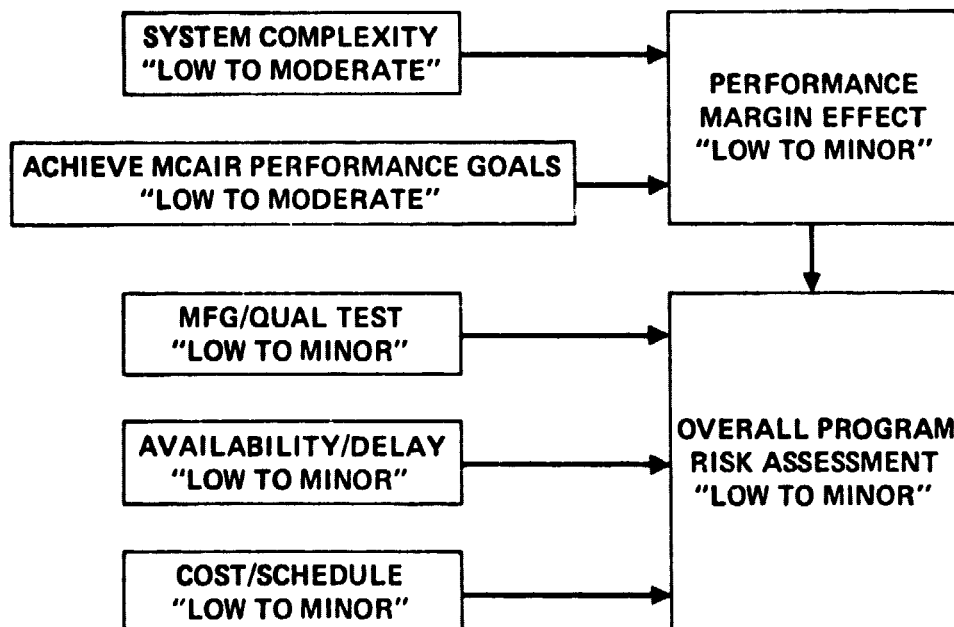 SYSTEM COMPLEXITY
"LOW TO MODERATE"
ACHIEVE MCAIR PERFORMANCE GOALS
"LOW TO MODERATE"
PERFORMANCE
MARGIN EFFECT
"LOW TO MINOR"
MFG/QUAL TEST
"LOW TO MINOR"
AVAILABILITY/DELAY
"LOW TO MINOR"
COST/SCHEDULE
"LOW TO MINOR"
OVERALL PROGRAM
RISK ASSESSMENT
"LOW TO MINOR"